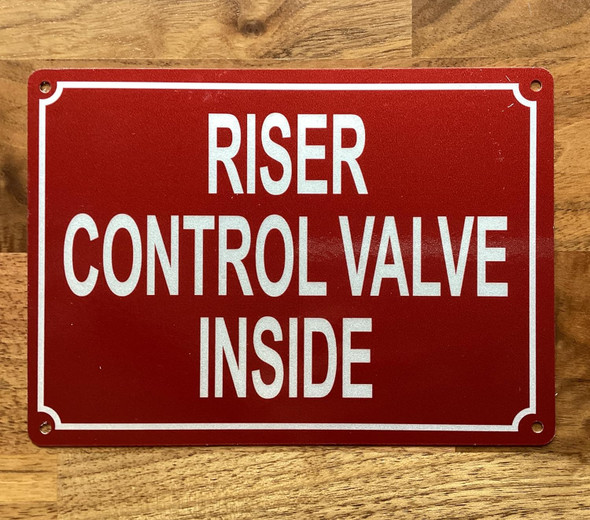 RISER
CONTROL VALVE
INSIDE